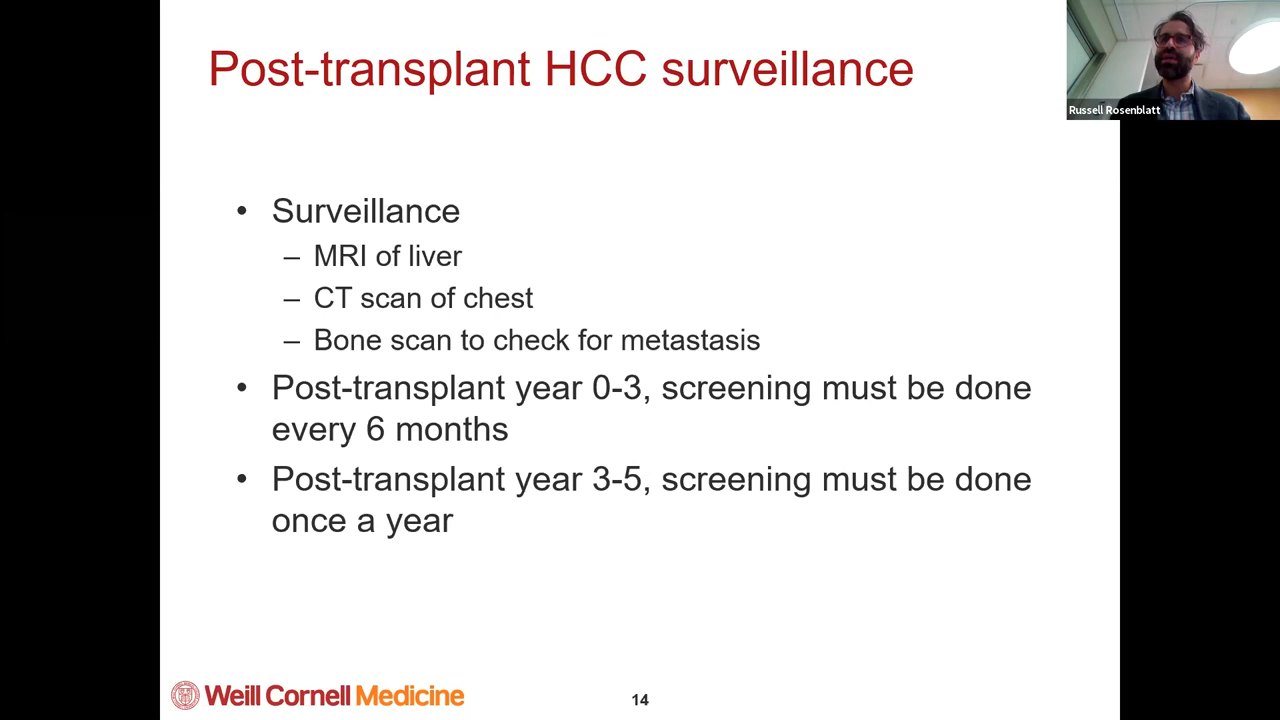 Post-transplant HCC surveillance
Russell Rosenblatt
• Surveillance
– MRI of liver
– CT scan of chest
– Bone scan to check for metastasis
• Post-transplant year 0-3, screening must be done
every 6 months
• Post-transplant year 3-5, screening must be done
once a year
Weill Cornell Medicine
14